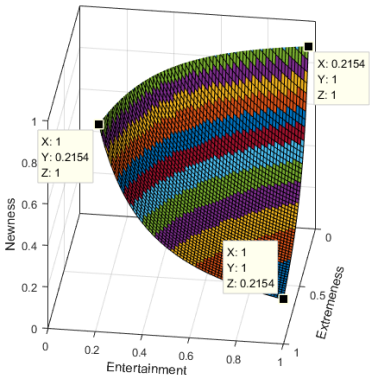 X: 0.2154
Y: 1
Z: 1
X: 1
Y: 0.2154
Z: 1
X: 1
Y: 1
Z: 0.2154
1
0.8
0.6
0.4
0.2
0
Newness
0
0.2
0.4
0.6
0.8
1
Entertainment
0
0.5
1
Extremeness